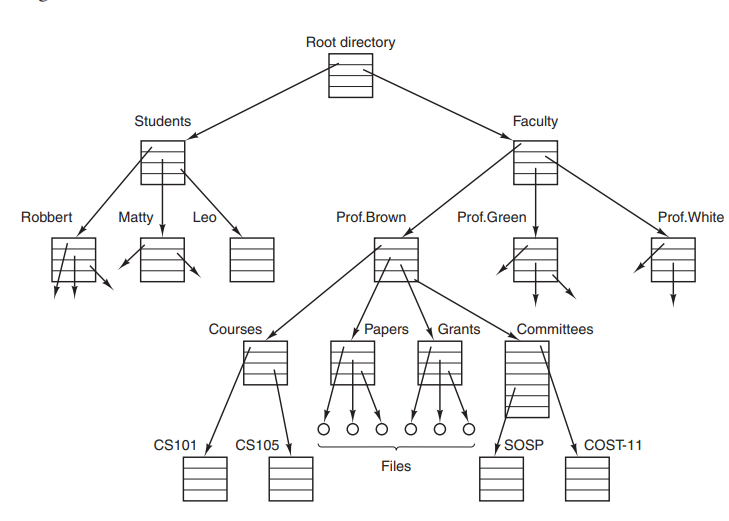 Root directory
Students
Faculty
Robbert
Matty
Leo
Prof.Brown
Prof.Green
Prof.White
Courses
Papers
Grants
Committees
CS101
CS105
SOSP
COST-11
Files